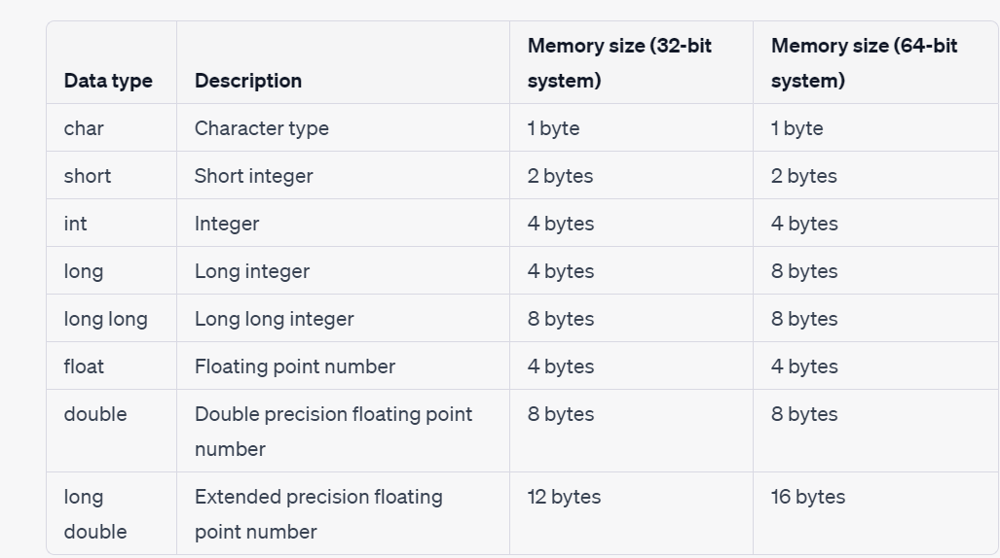 Data type Description Memory size (32-bit system) Memory size (64-bit system)
char Character type 1 byte 1 byte
short Short integer 2 bytes 2 bytes
int Integer 4 bytes 4 bytes
long Long integer 4 bytes 8 bytes
long long Long long integer 8 bytes 8 bytes
float Floating point number 4 bytes 4 bytes
double Double precision floating point number 8 bytes 8 bytes
long double Extended precision floating point number 12 bytes 16 bytes